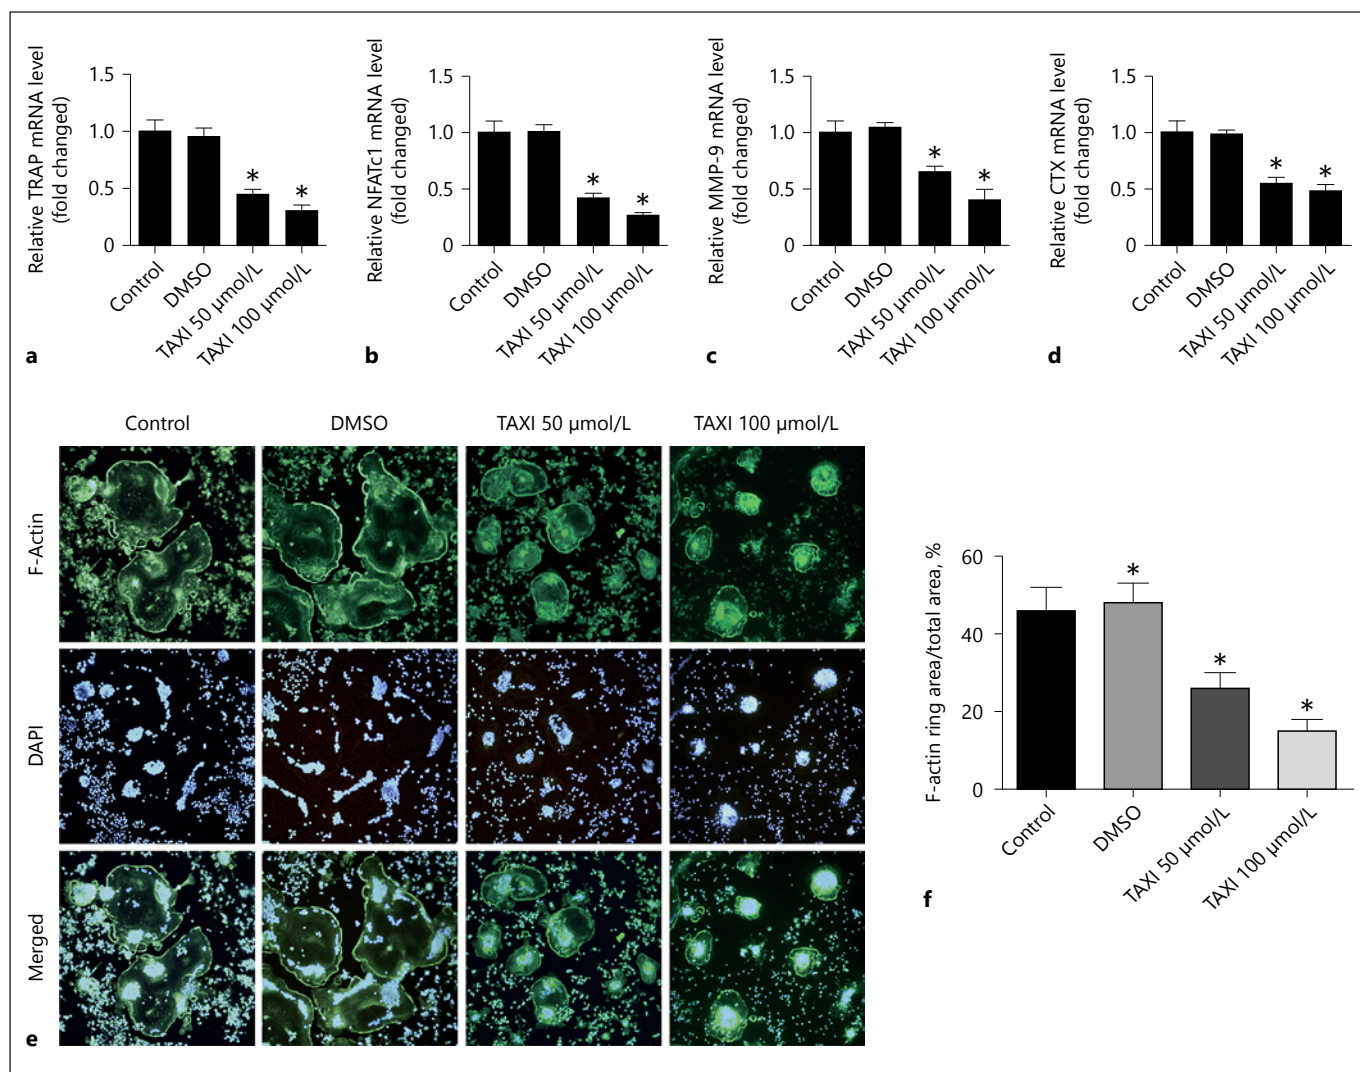 Relative TRAP mRNA level
(fold changed)
1.5
1.0
0.5
0
*
*
Control
DMSO
TAXI 50 µmol/L
TAXI 100 µmol/L
a
Relative NFATc1 mRNA level
(fold changed)
1.5
1.0
0.5
0
*
*
Control
DMSO
TAXI 50 µmol/L
TAXI 100 µmol/L
b
Relative MMP-9 mRNA level
(fold changed)
1.5
1.0
0.5
0
*
*
Control
DMSO
TAXI 50 µmol/L
TAXI 100 µmol/L
c
Relative CTX mRNA level
(fold changed)
1.5
1.0
0.5
0
*
*
Control
DMSO
TAXI 50 µmol/L
TAXI 100 µmol/L
d
Control
DMSO
TAXI 50 µmol/L
TAXI 100 µmol/L
F-Actin
DAPI
Merged
e
F-actin ring area/total area, %
60
40
20
0
*
*
*
Control
DMSO
TAXI 50 µmol/L
TAXI 100 µmol/L
f